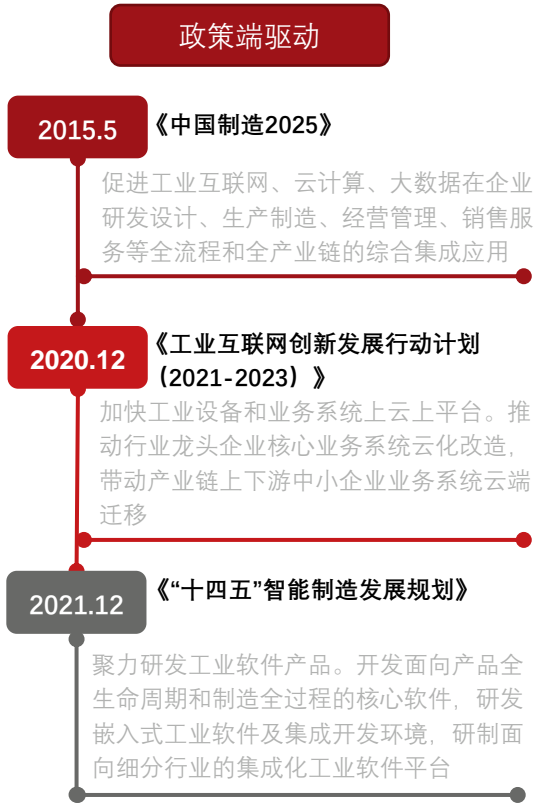 政策端驱动
2015.5
《中国制造2025》
促进工业互联网、云计算、大数据在企业
研发设计、生产制造、经营管理、销售服
务等全流程和全产业链的综合集成应用
2020.12
《工业互联网创新发展行动计划
（2021-2023）》
加快工业设备和业务系统上云上平台。推
动行业龙头企业核心业务系统云化改造，
带动产业链上下游中小企业业务系统云端
迁移
2021.12
《“十四五”智能制造发展规划》
聚力研发工业软件产品。开发面向产品全
生命周期和制造全过程的核心软件，研发
嵌入式工业软件及集成开发环境，研制面
向细分行业的集成化工业软件平台